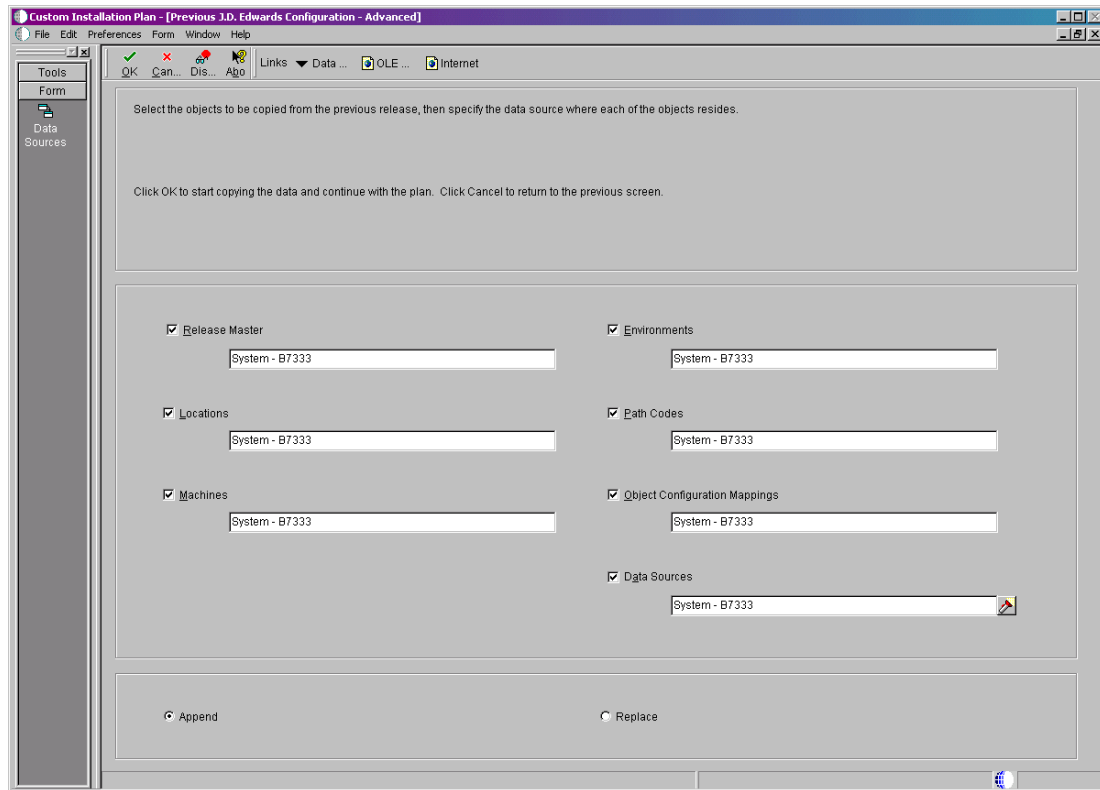 Custom Installation Plan - [Previous J.D. Edwards Configuration - Advanced]
File Edit Preferences Form Window Help
OK Can... Dis... Abo Links Data ... OLE ... Internet
Tools
Form
Data
Sources
Select the objects to be copied from the previous release, then specify the data source where each of the objects resides.
Click OK to start copying the data and continue with the plan. Click Cancel to return to the previous screen.
Release Master
System - B7333
Environments
System - B7333
Locations
System - B7333
Path Codes
System - B7333
Machines
System - B7333
Object Configuration Mappings
System - B7333
Data Sources
System - B7333
Append
Replace